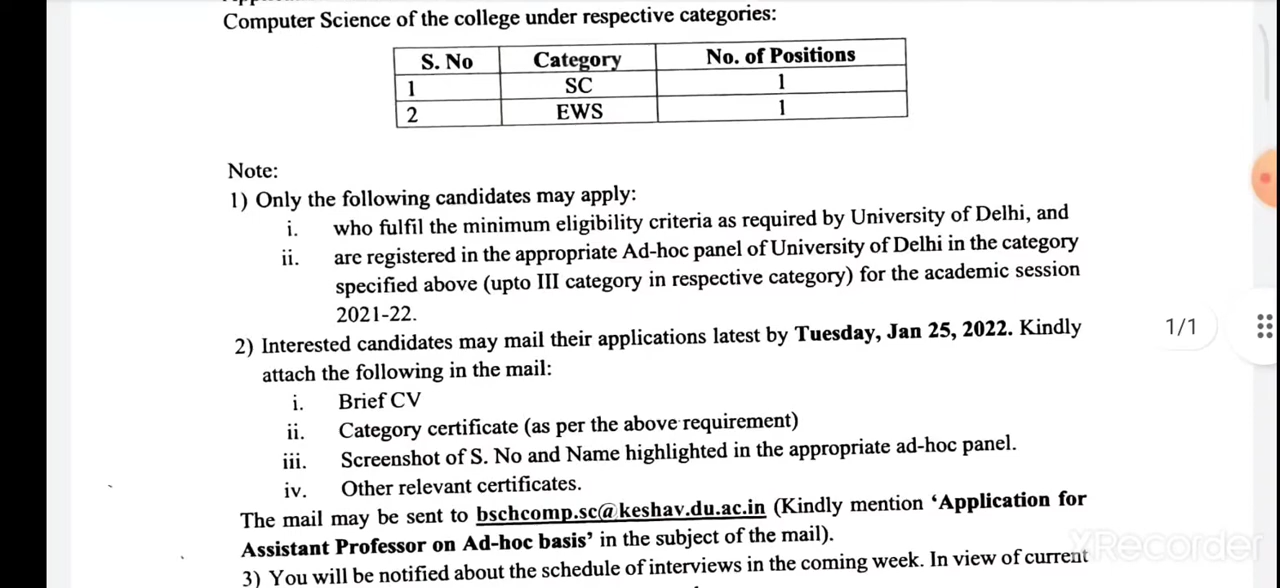 Computer Science of the college under respective categories:
S. No Category No. of Positions
1 SC 1
2 EWS 1
Note:
1) Only the following candidates may apply:
i. who fulfil the minimum eligibility criteria as required by University of Delhi, and
ii. are registered in the appropriate Ad-hoc panel of University of Delhi in the category
specified above (upto III category in respective category) for the academic session
2021-22.
1/1
2) Interested candidates may mail their applications latest by Tuesday, Jan 25, 2022. Kindly
attach the following in the mail:
i. Brief CV
ii. Category certificate (as per the above requirement)
iii. Screenshot of S. No and Name highlighted in the appropriate ad-hoc panel.
iv. Other relevant certificates.
The mail may be sent to bschcomp.sc@keshav.du.ac.in (Kindly mention ‘Application for
Assistant Professor on Ad-hoc basis’ in the subject of the mail).
XRecorder
3) You will be notified about the schedule of interviews in the coming week. In view of current